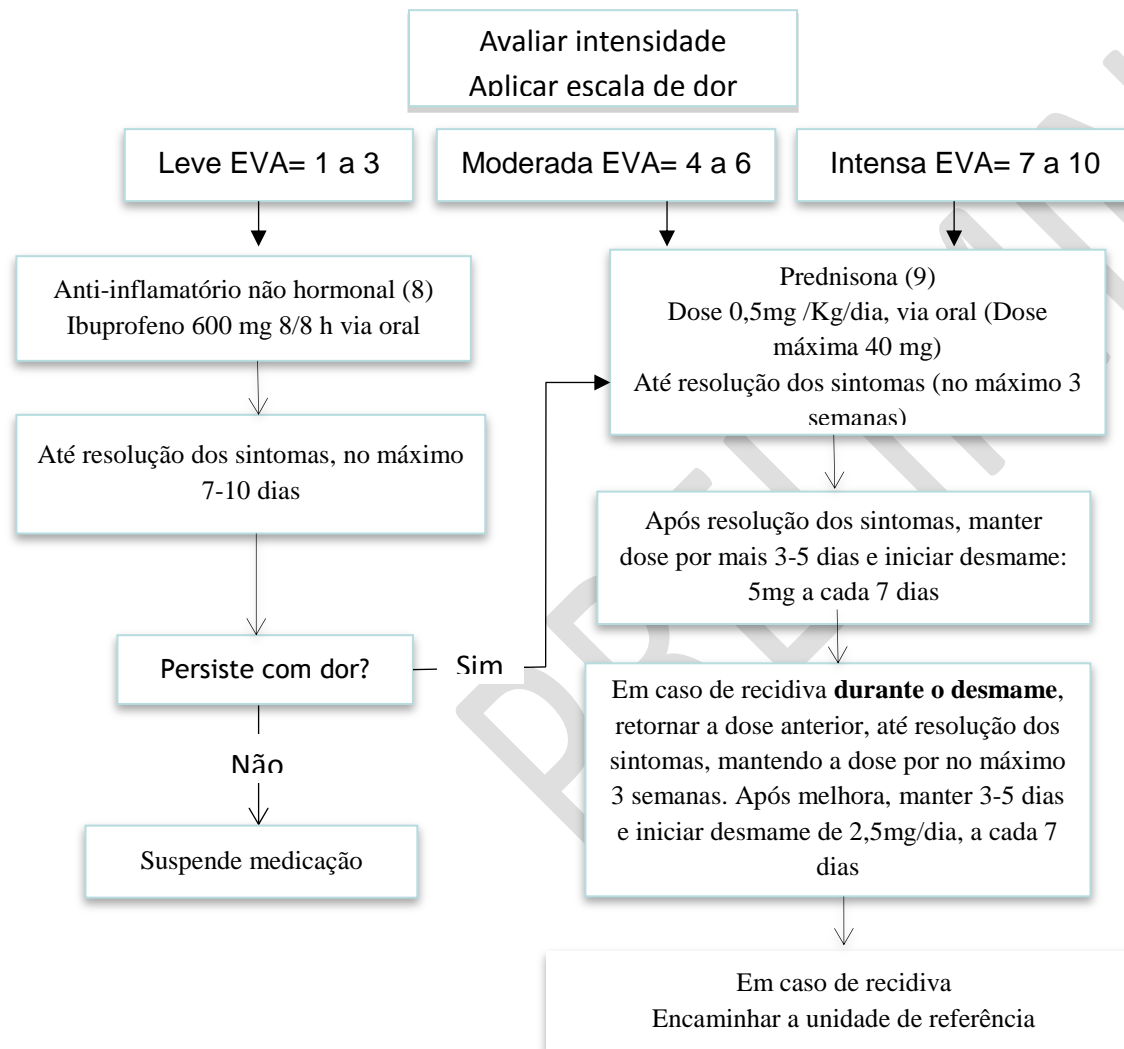 Avaliar intensidade
Aplicar escala de dor
Leve EVA= 1 a 3
Moderada EVA= 4 a 6
Intensa EVA= 7 a 10
Anti-inflamatório não hormonal (8)
Ibuprofeno 600 mg 8/8 h via oral
Até resolução dos sintomas, no máximo
7-10 dias
Persiste com dor?
Sim
Não
Suspende medicação
Prednisona (9)
Dose 0,5mg /Kg/dia, via oral (Dose
máxima 40 mg)
Até resolução dos sintomas (no máximo 3
semanas)
Após resolução dos sintomas, manter
dose por mais 3-5 dias e iniciar desmame:
5mg a cada 7 dias
Em caso de recidiva durante o desmame,
retornar a dose anterior, até resolução dos
sintomas, mantendo a dose por no máximo
3 semanas. Após melhora, manter 3-5 dias
e iniciar desmame de 2,5mg/dia, a cada 7
dias
Em caso de recidiva
Encaminhar a unidade de referência